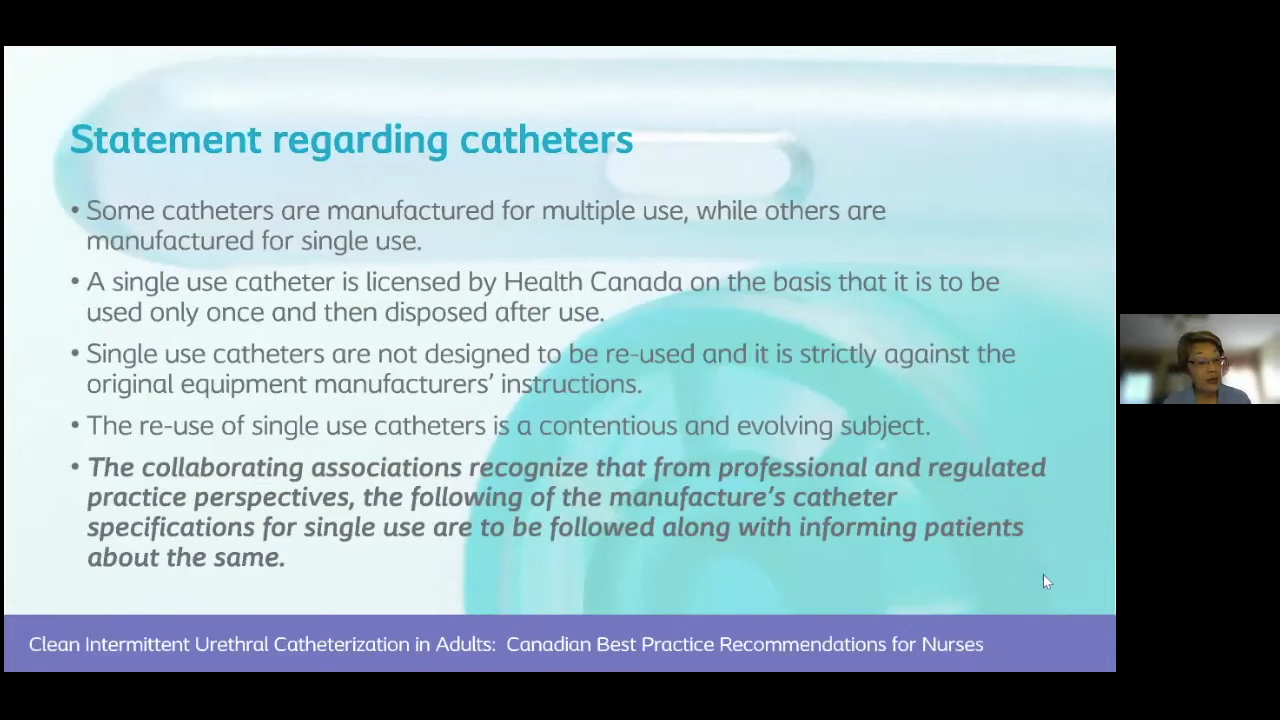 Statement regarding catheters
• Some catheters are manufactured for multiple use, while others are
manufactured for single use.
• A single use catheter is licensed by Health Canada on the basis that it is to be
used only once and then disposed after use.
• Single use catheters are not designed to be re-used and it is strictly against the
original equipment manufacturers’ instructions.
• The re-use of single use catheters is a contentious and evolving subject.
• The collaborating associations recognize that from professional and regulated
practice perspectives, the following of the manufacture’s catheter
specifications for single use are to be followed along with informing patients
about the same.
Clean Intermittent Urethral Catheterization in Adults: Canadian Best Practice Recommendations for Nurses